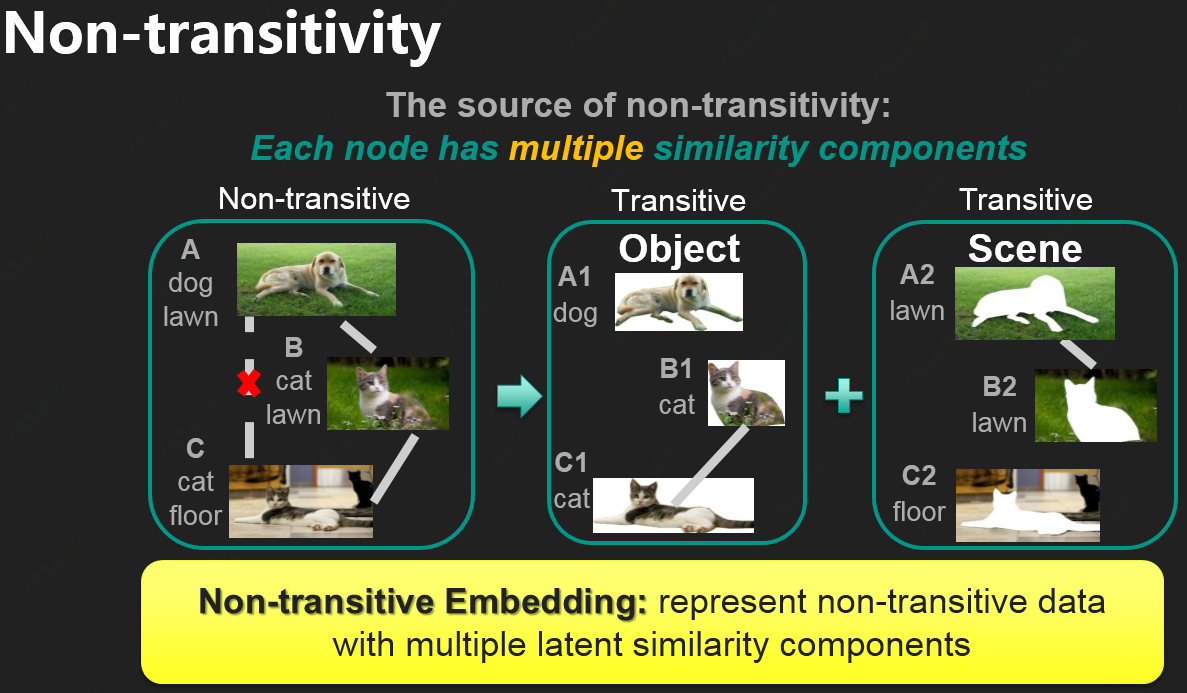 Non-transitivity
The source of non-transitivity:
Each node has multiple similarity components
Non-transitive
A
dog
lawn
B
cat
lawn
C
cat
floor
Transitive
Object
A1
dog
B1
cat
C1
cat
Transitive
Scene
A2
lawn
B2
lawn
C2
floor
Non-transitive Embedding: represent non-transitive data
with multiple latent similarity components